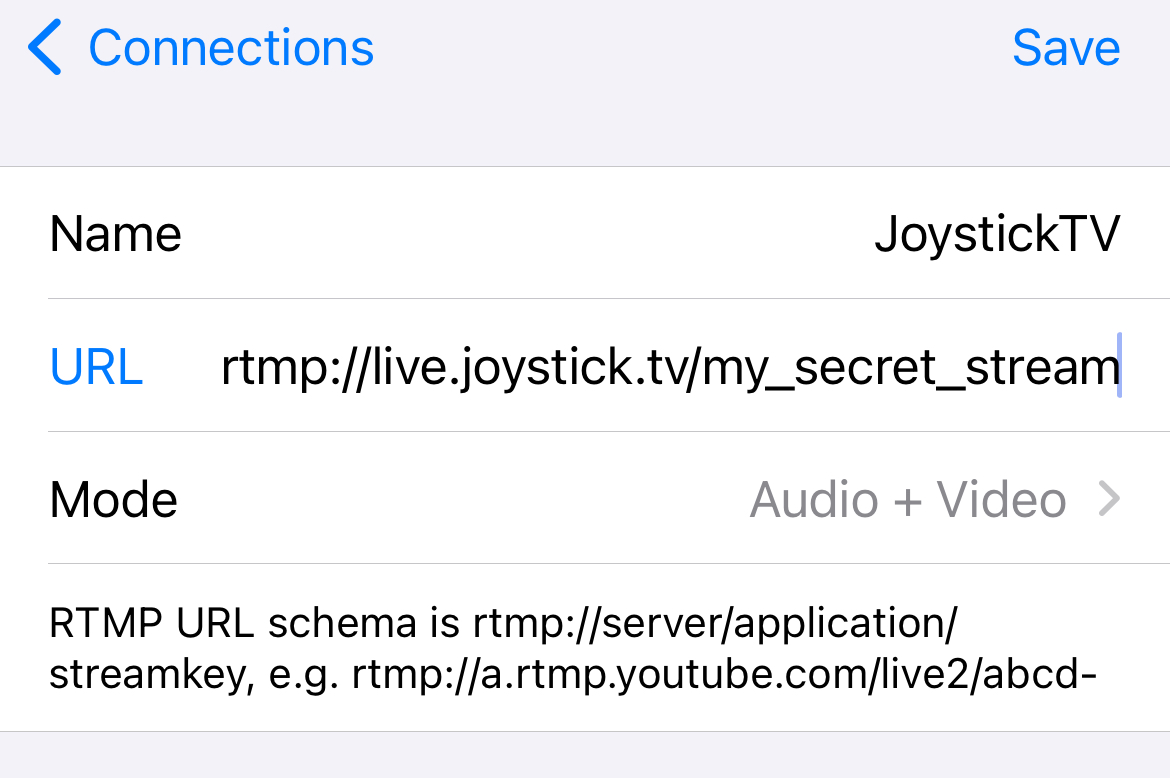 Connections Save
Name JoystickTV
URL rtmp://live.joystick.tv/my_secret_stream
Mode Audio + Video
RTMP URL schema is rtmp://server/application/
streamkey, e.g. rtmp://a.rtmp.youtube.com/live2/abcd-